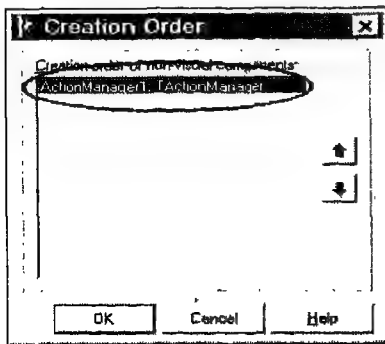 Creation Order
Creation order of non-visual components
ActionManager1: TActionManager
OK
Cancel
Help